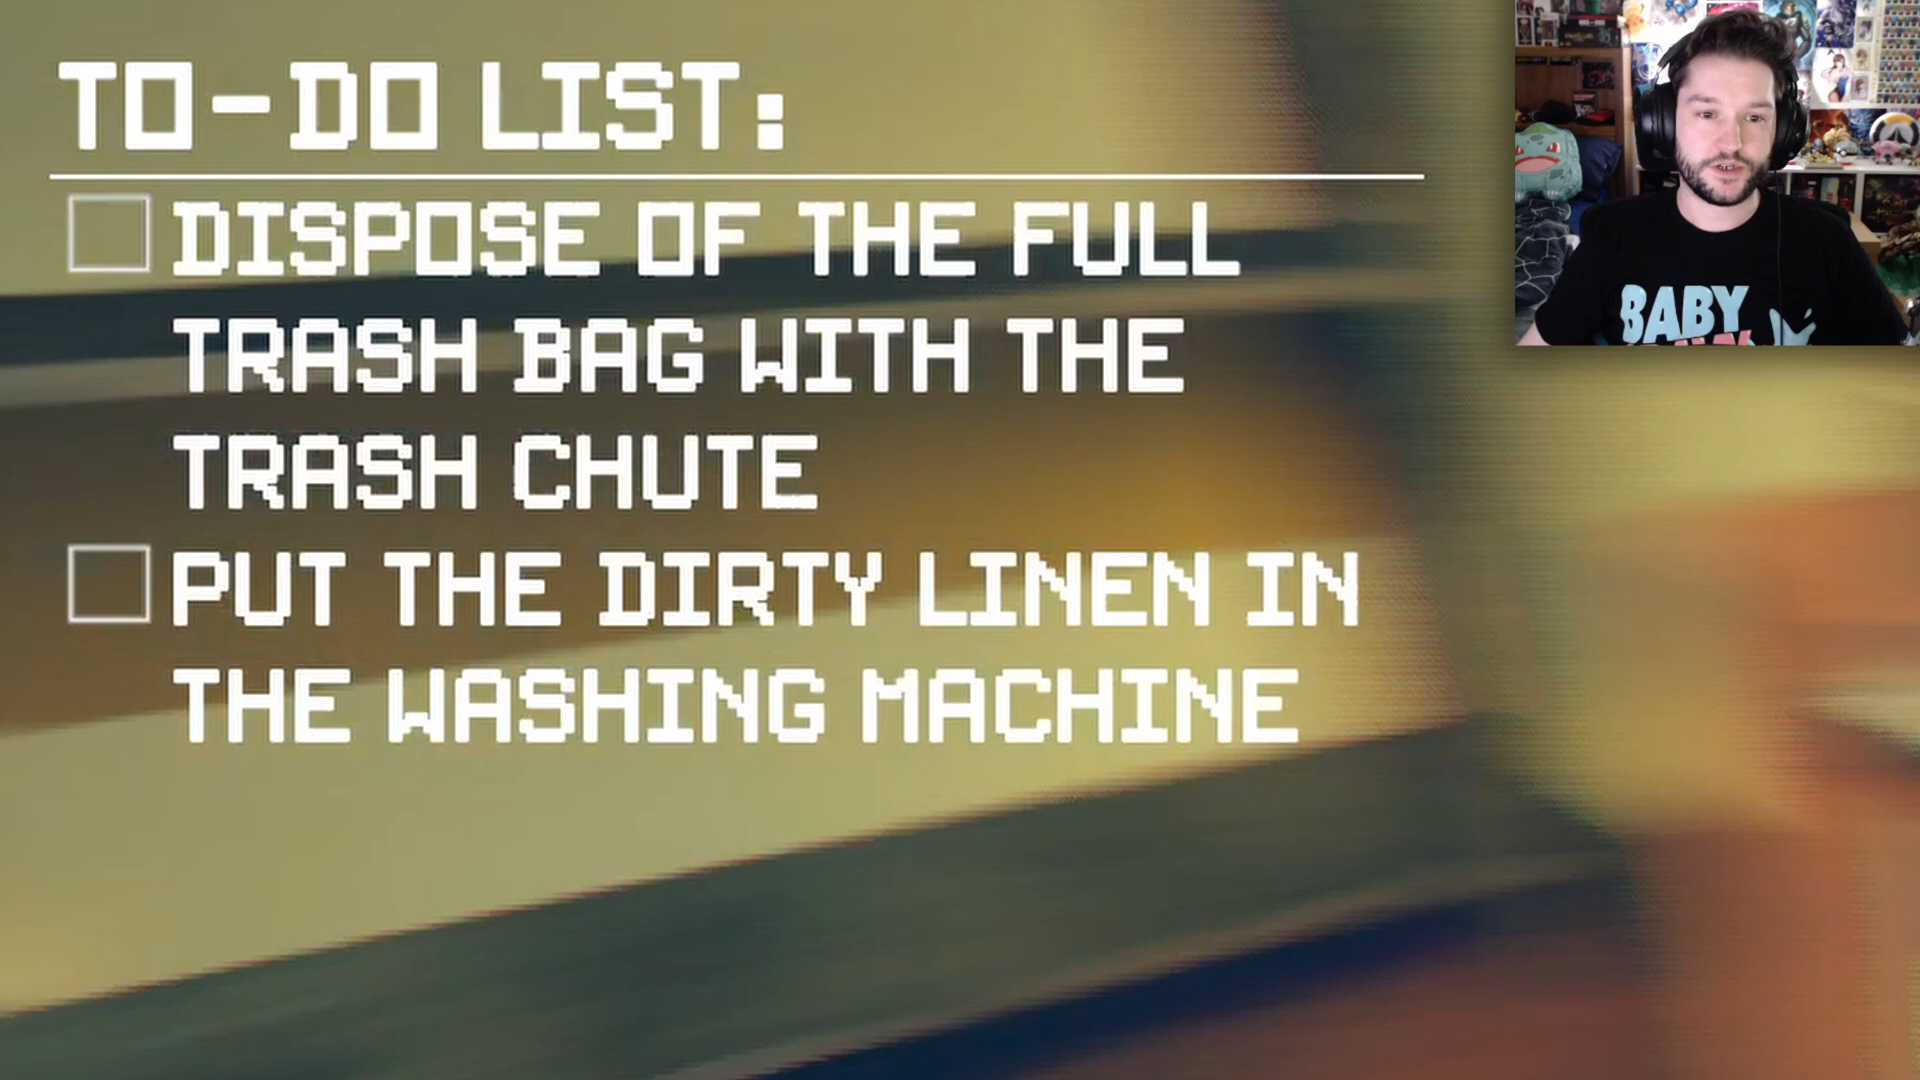 TO-DO LIST:
DISPOSE OF THE FULL
TRASH BAG WITH THE
TRASH CHUTE
PUT THE DIRTY LINEN IN
THE WASHING MACHINE
BABY